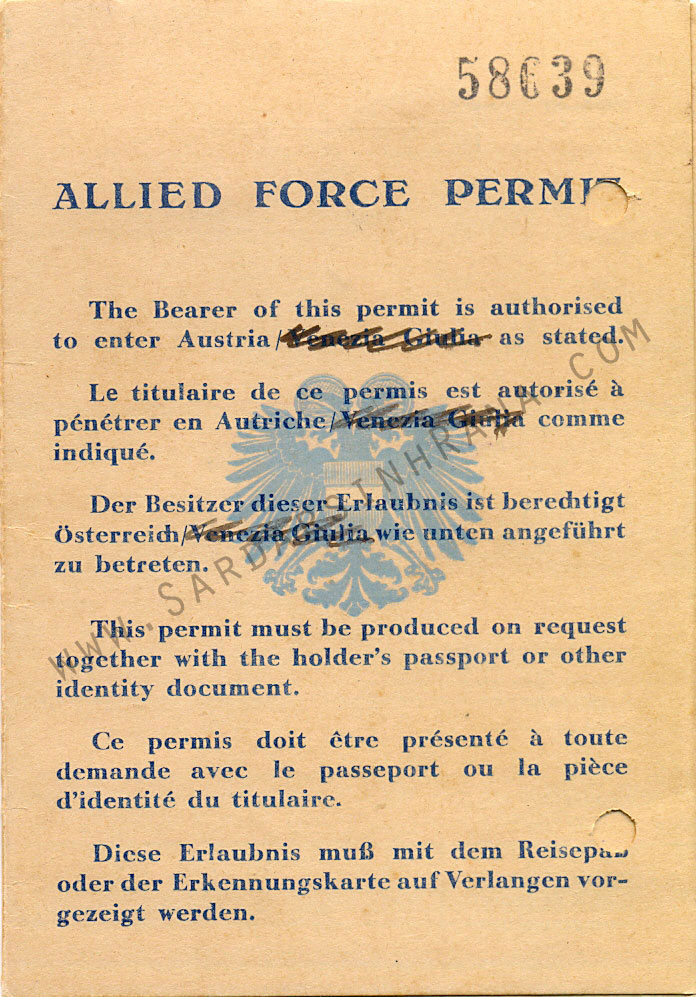 58639
ALLIED FORCE PERMIT
The Bearer of this permit is authorised
to enter Austria/Venezia Giulia as stated.
Le titulaire de ce permis est autorisé à
pénétrer en Autriche/Venezia Giulia comme
indiqué.
Der Besitzer dieser Erlaubnis ist berechtigt
Österreich/Venezia Giulia wie unten angeführt
zu betreten.
This permit must be produced on request
together with the holder's passport or other
identity document.
Ce permis doit être présenté à toute
demande avec le passeport ou la pièce
d'identité du titulaire.
Diese Erlaubnis muß mit dem Reisepaß
oder der Erkennungskarte auf Verlangen vor-
gezeigt werden.